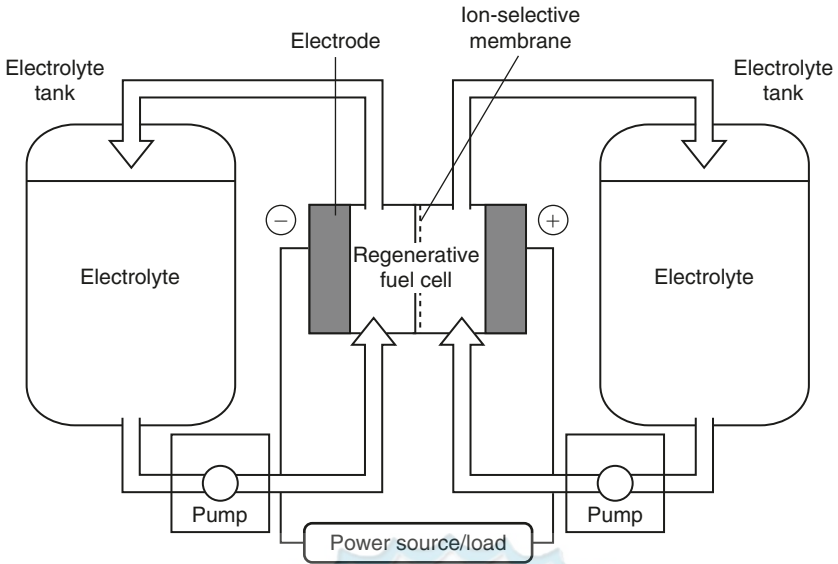 Ion-selective
membrane
Electrode
Electrolyte
tank
Electrolyte
tank
−
+
Regenerative
fuel cell
Electrolyte
Electrolyte
Pump
Pump
Power source/load